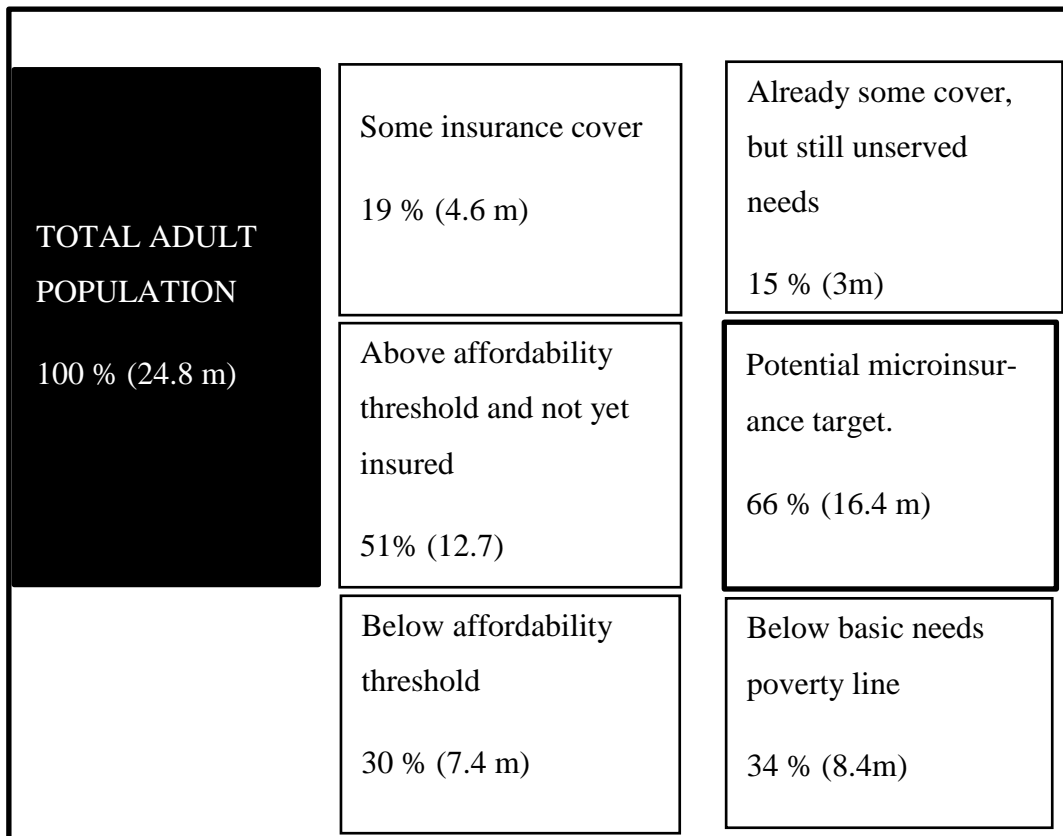 TOTAL ADULT
POPULATION
100 % (24.8 m)
Some insurance cover
19 % (4.6 m)
Above affordability
threshold and not yet
insured
51% (12.7)
Below affordability
threshold
30 % (7.4 m)
Already some cover,
but still unserved
needs
15 % (3m)
Potential microinsur-
ance target.
66 % (16.4 m)
Below basic needs
poverty line
34 % (8.4m)